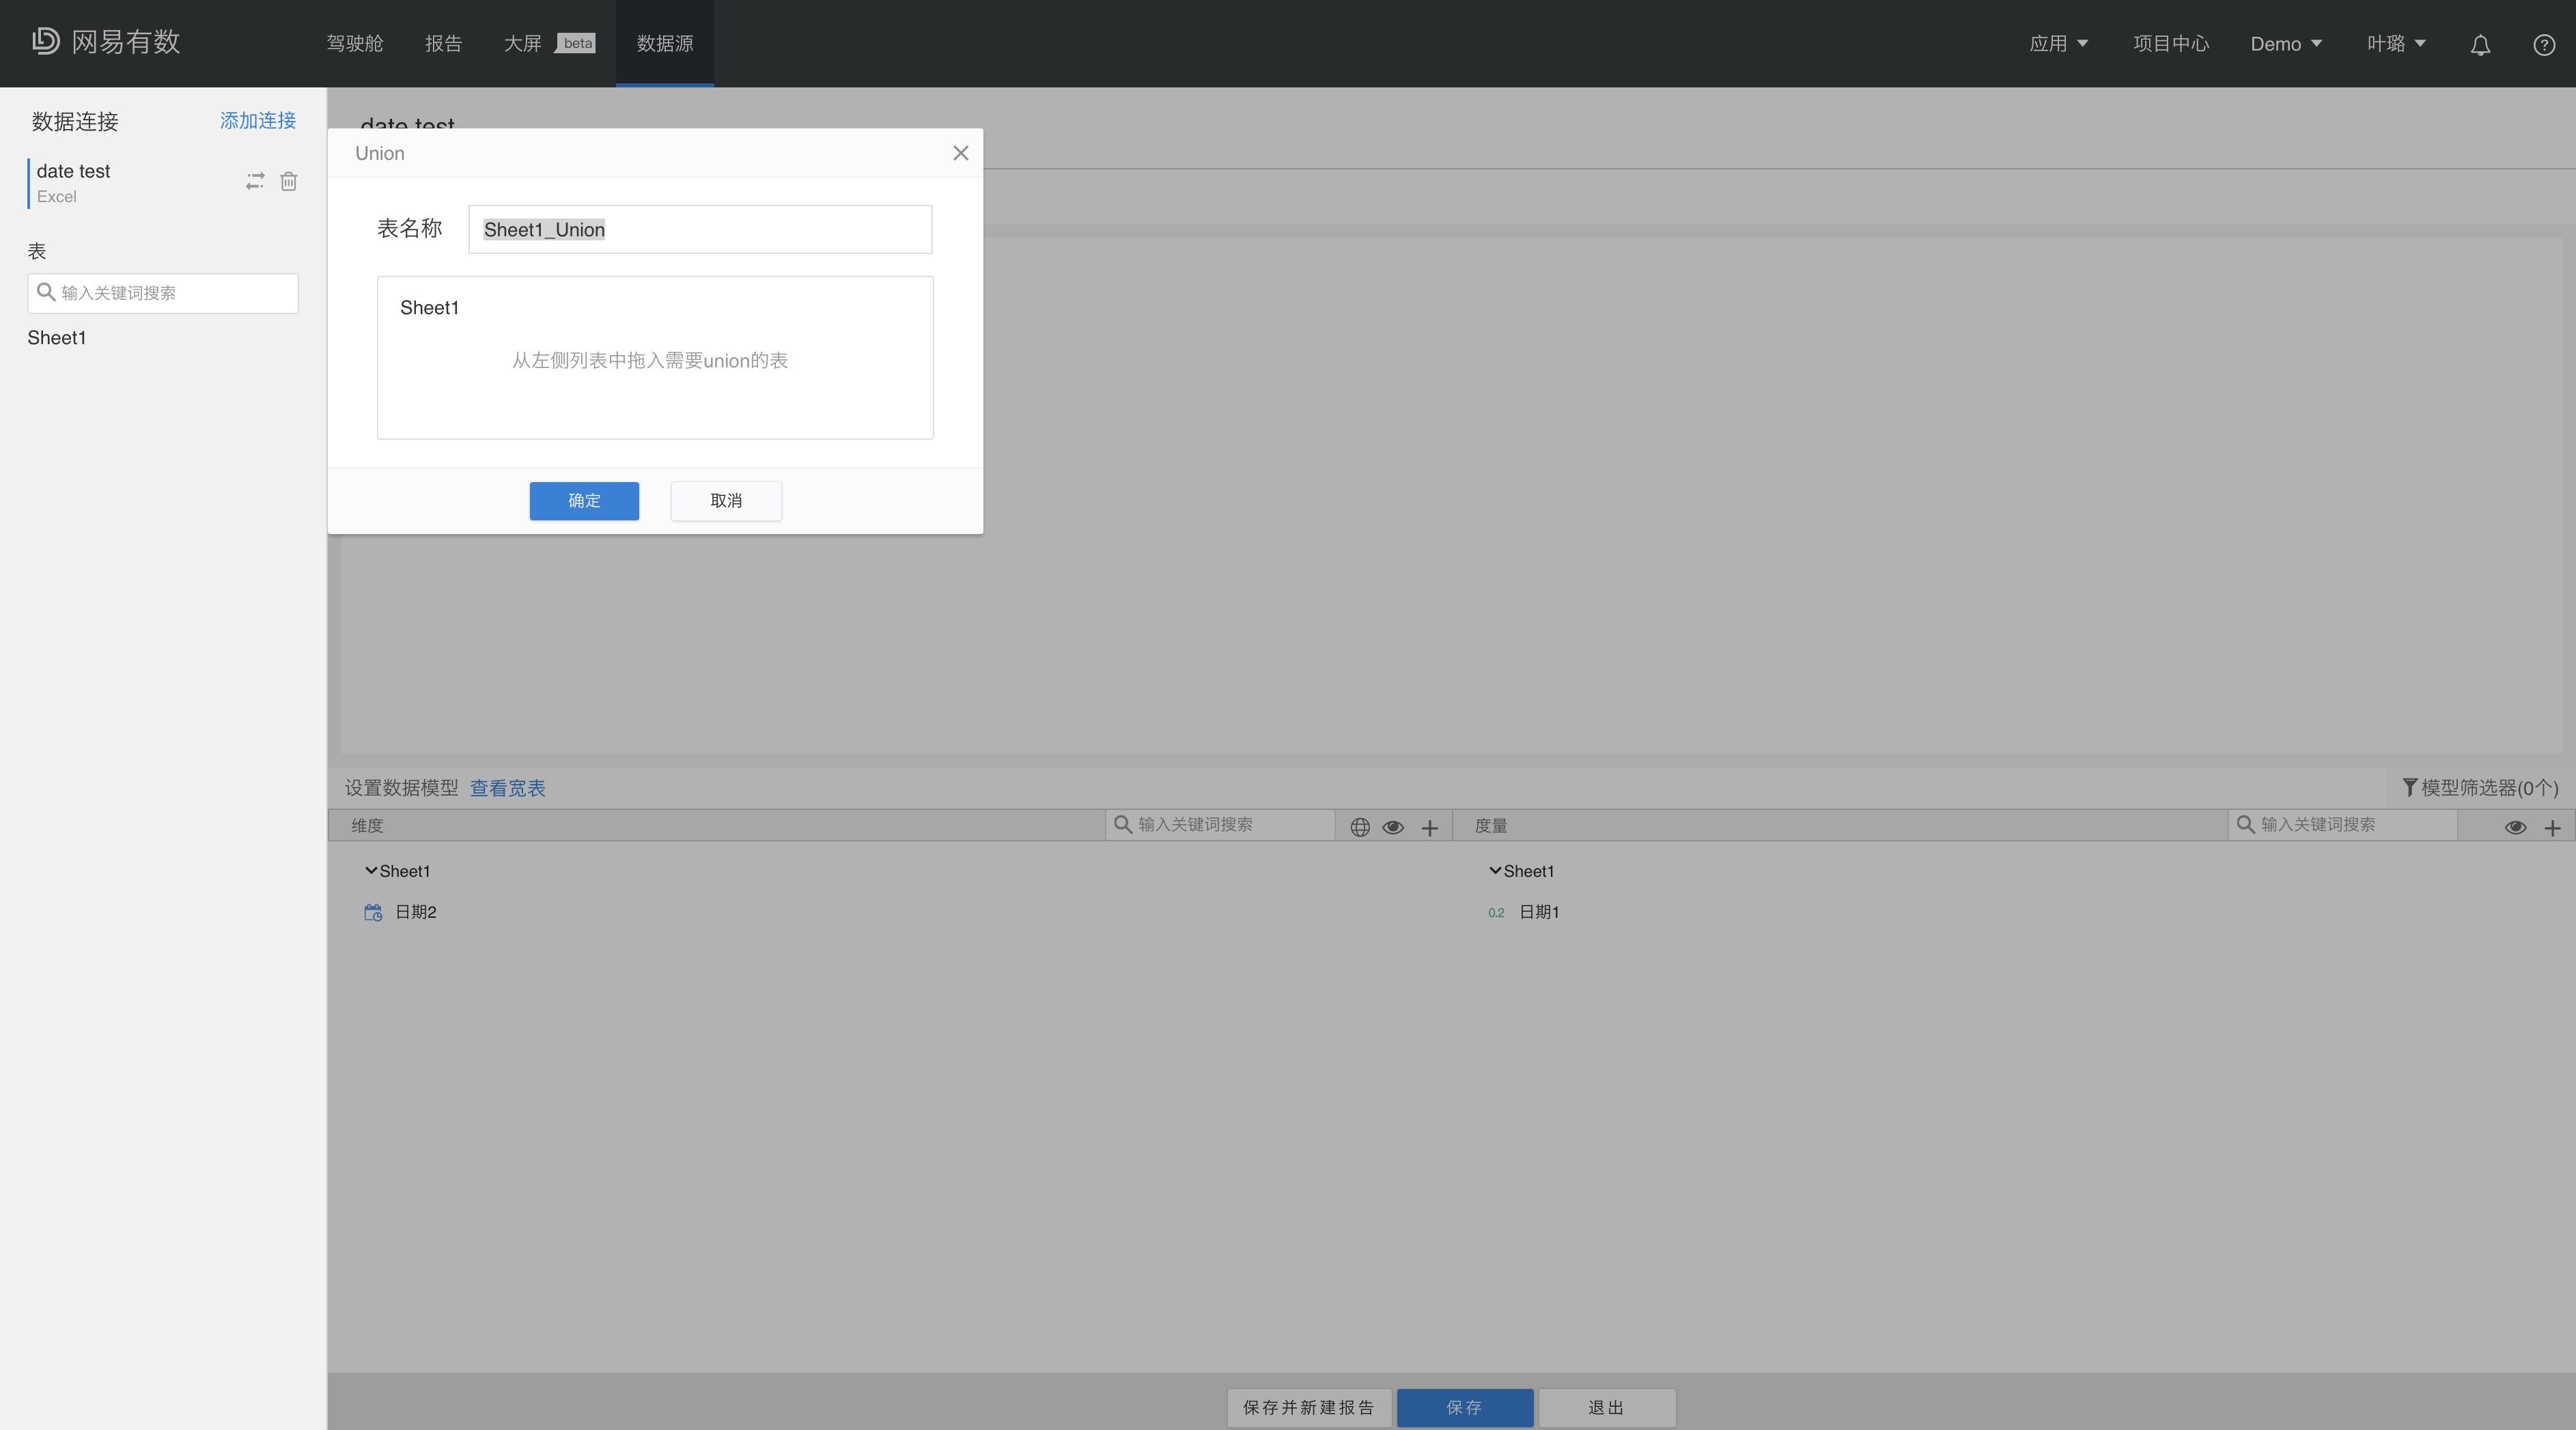 网易有数
驾驶舱 报告 大屏 beta 数据源
应用 项目中心 Demo 叶璐
数据连接 添加连接
date test
Excel
表
输入关键词搜索
Sheet1
date test
Union
表名称 Sheet1_Union
Sheet1
从左侧列表中拖入需要union的表
确定 取消
设置数据模型 查看宽表 模型筛选器(0个)
维度 输入关键词搜索 度量 输入关键词搜索
Sheet1 Sheet1
日期2 0.2 日期1
保存并新建报告 保存 退出